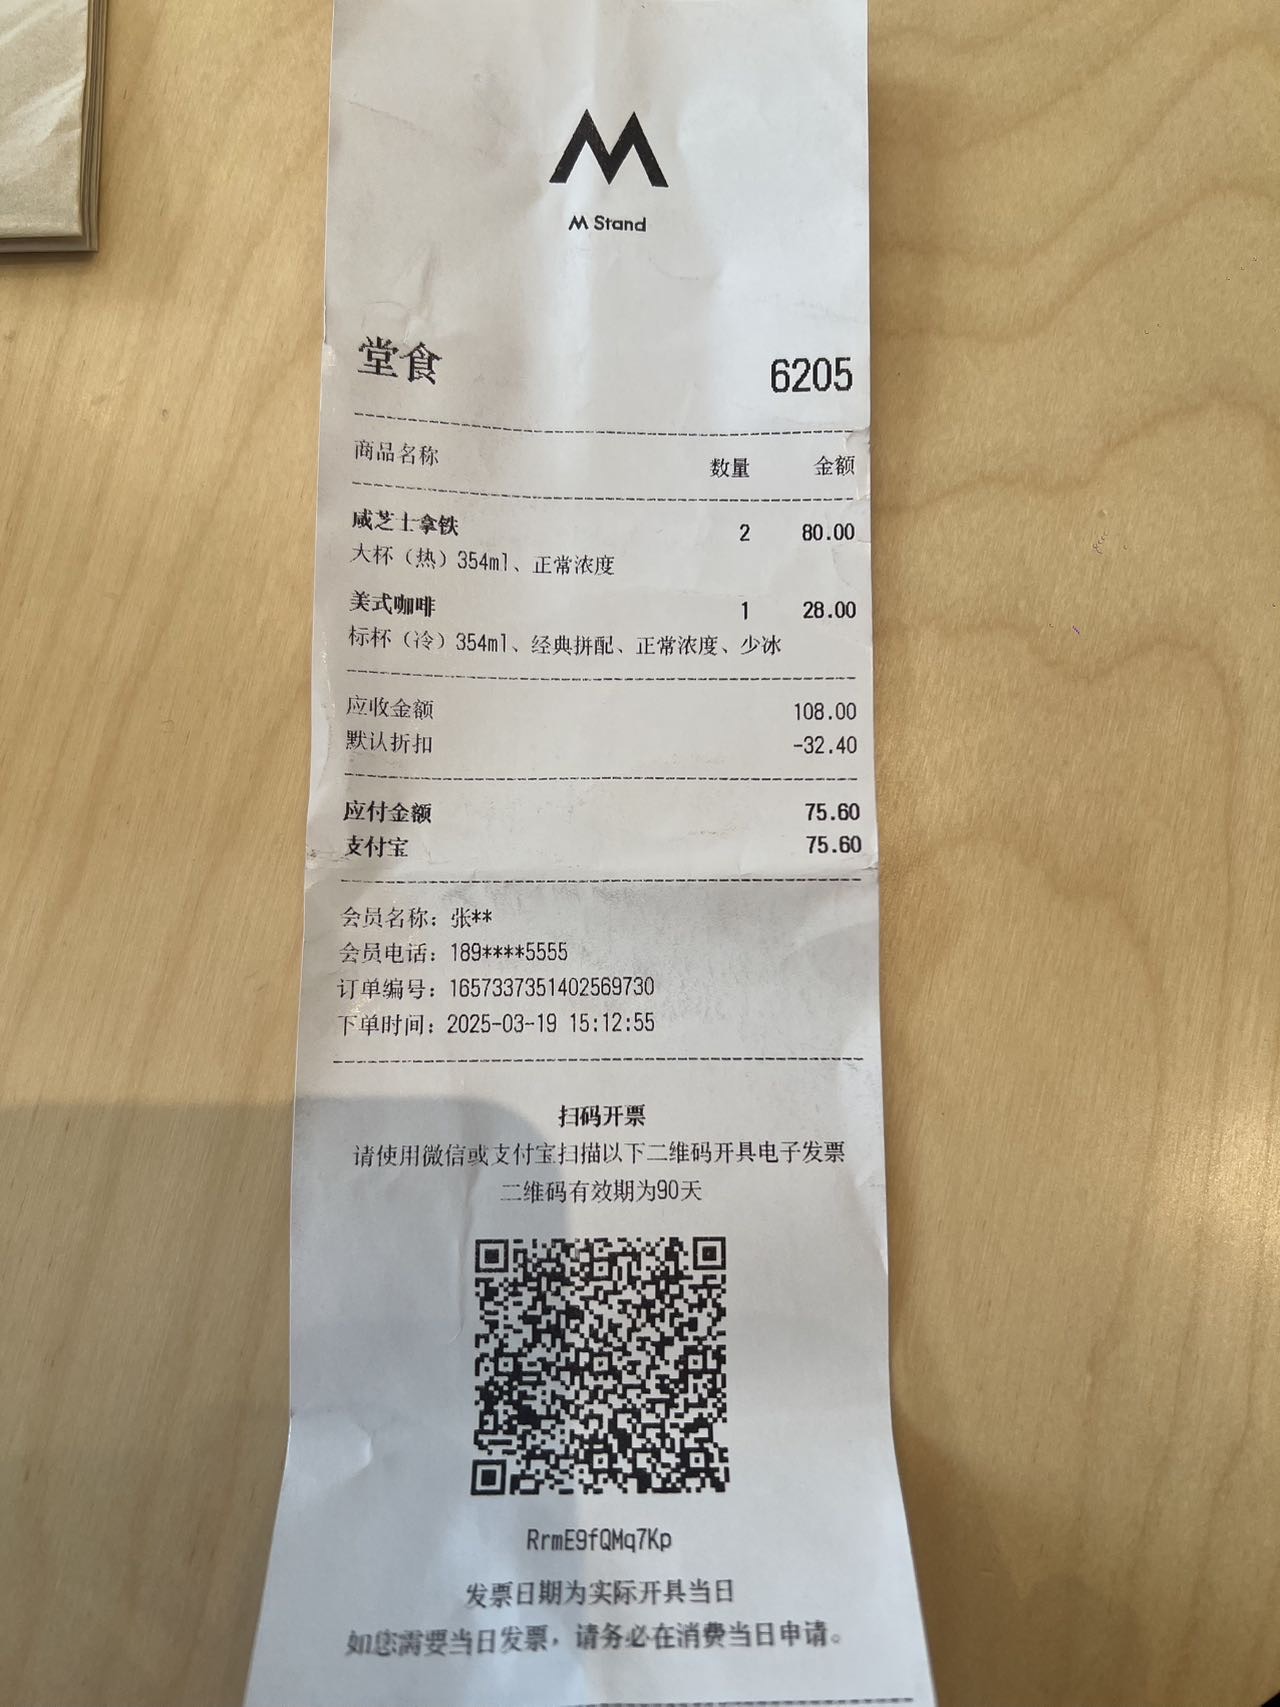 M Stand
堂食 6205
商品名称 数量 金额
咸芝士拿铁 2 80.00
大杯（热）354ml、正常浓度
美式咖啡 1 28.00
标杯（冷）354ml、经典拼配、正常浓度、少冰
应收金额 108.00
默认折扣 -32.40
应付金额 75.60
支付宝 75.60
会员名称：张**
会员电话：189****5555
订单编号：1657337351402569730
下单时间：2025-03-19 15:12:55
扫码开票
请使用微信或支付宝扫描以下二维码开具电子发票
二维码有效期为90天
RrmE9fQMq7Kp
发票日期为实际开具当日
如您需要当日发票，请务必在消费当日申请。